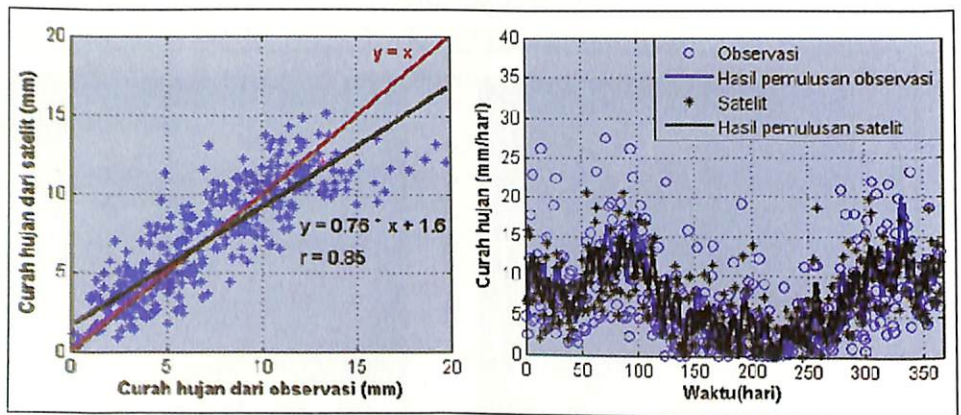 20
15
10
5
0
0
5
10
15
20
Curah hujan dari satelit (mm)
Curah hujan dari observasi (mm)
y = x
y = 0.76 * x + 1.6
r = 0.85
40
35
30
25
20
15
10
5
0
0
50
100
150
200
250
300
350
Curah hujan (mm/hari)
Waktu(hari)
Observasi
Hasil pemulusan observasi
Satelit
Hasil pemulusan satelit